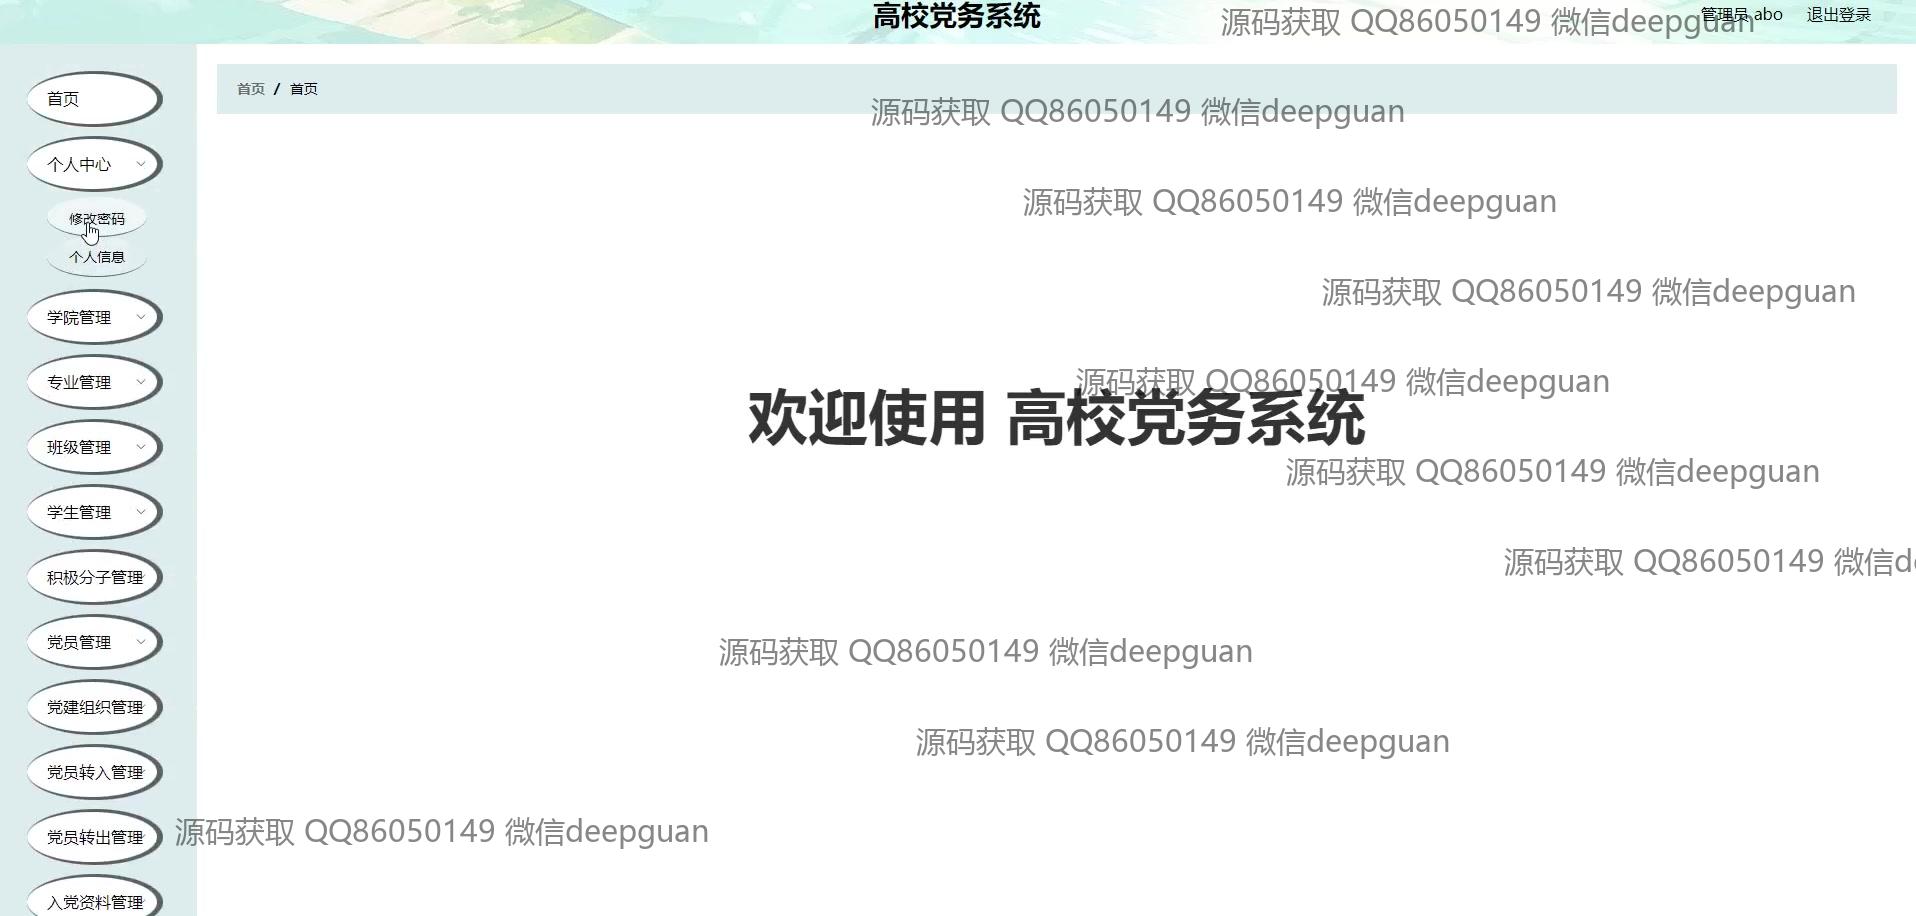 高校党务系统
源码获取 QQ86050149 微信deepguan
管理员 abo 退出登录
首页
首页 / 首页
源码获取 QQ86050149 微信deepguan
个人中心
源码获取 QQ86050149 微信deepguan
修改密码
个人信息
源码获取 QQ86050149 微信deepguan
学院管理
专业管理
源码获取 QQ86050149 微信deepguan
欢迎使用 高校党务系统
班级管理
源码获取 QQ86050149 微信deepguan
学生管理
源码获取 QQ86050149 微信d
积极分子管理
党员管理
源码获取 QQ86050149 微信deepguan
党建组织管理
源码获取 QQ86050149 微信deepguan
党员转入管理
党员转出管理
源码获取 QQ86050149 微信deepguan
入党资料管理